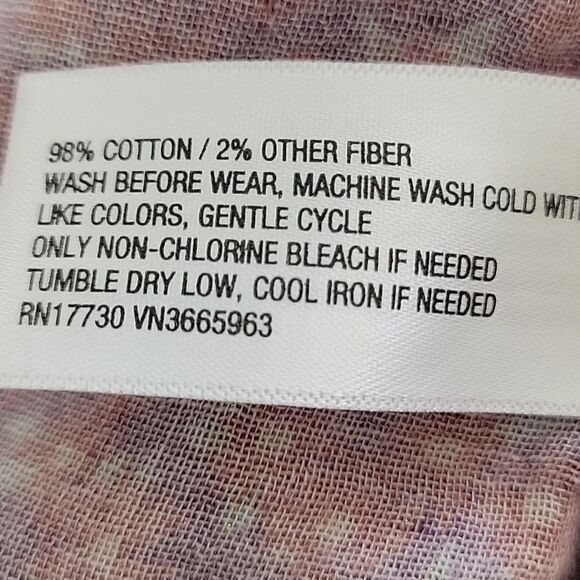 98% COTTON / 2% OTHER FIBER
WASH BEFORE WEAR, MACHINE WASH COLD WITH
LIKE COLORS, GENTLE CYCLE
ONLY NON-CHLORINE BLEACH IF NEEDED
TUMBLE DRY LOW, COOL IRON IF NEEDED
RN17730 VN3665963